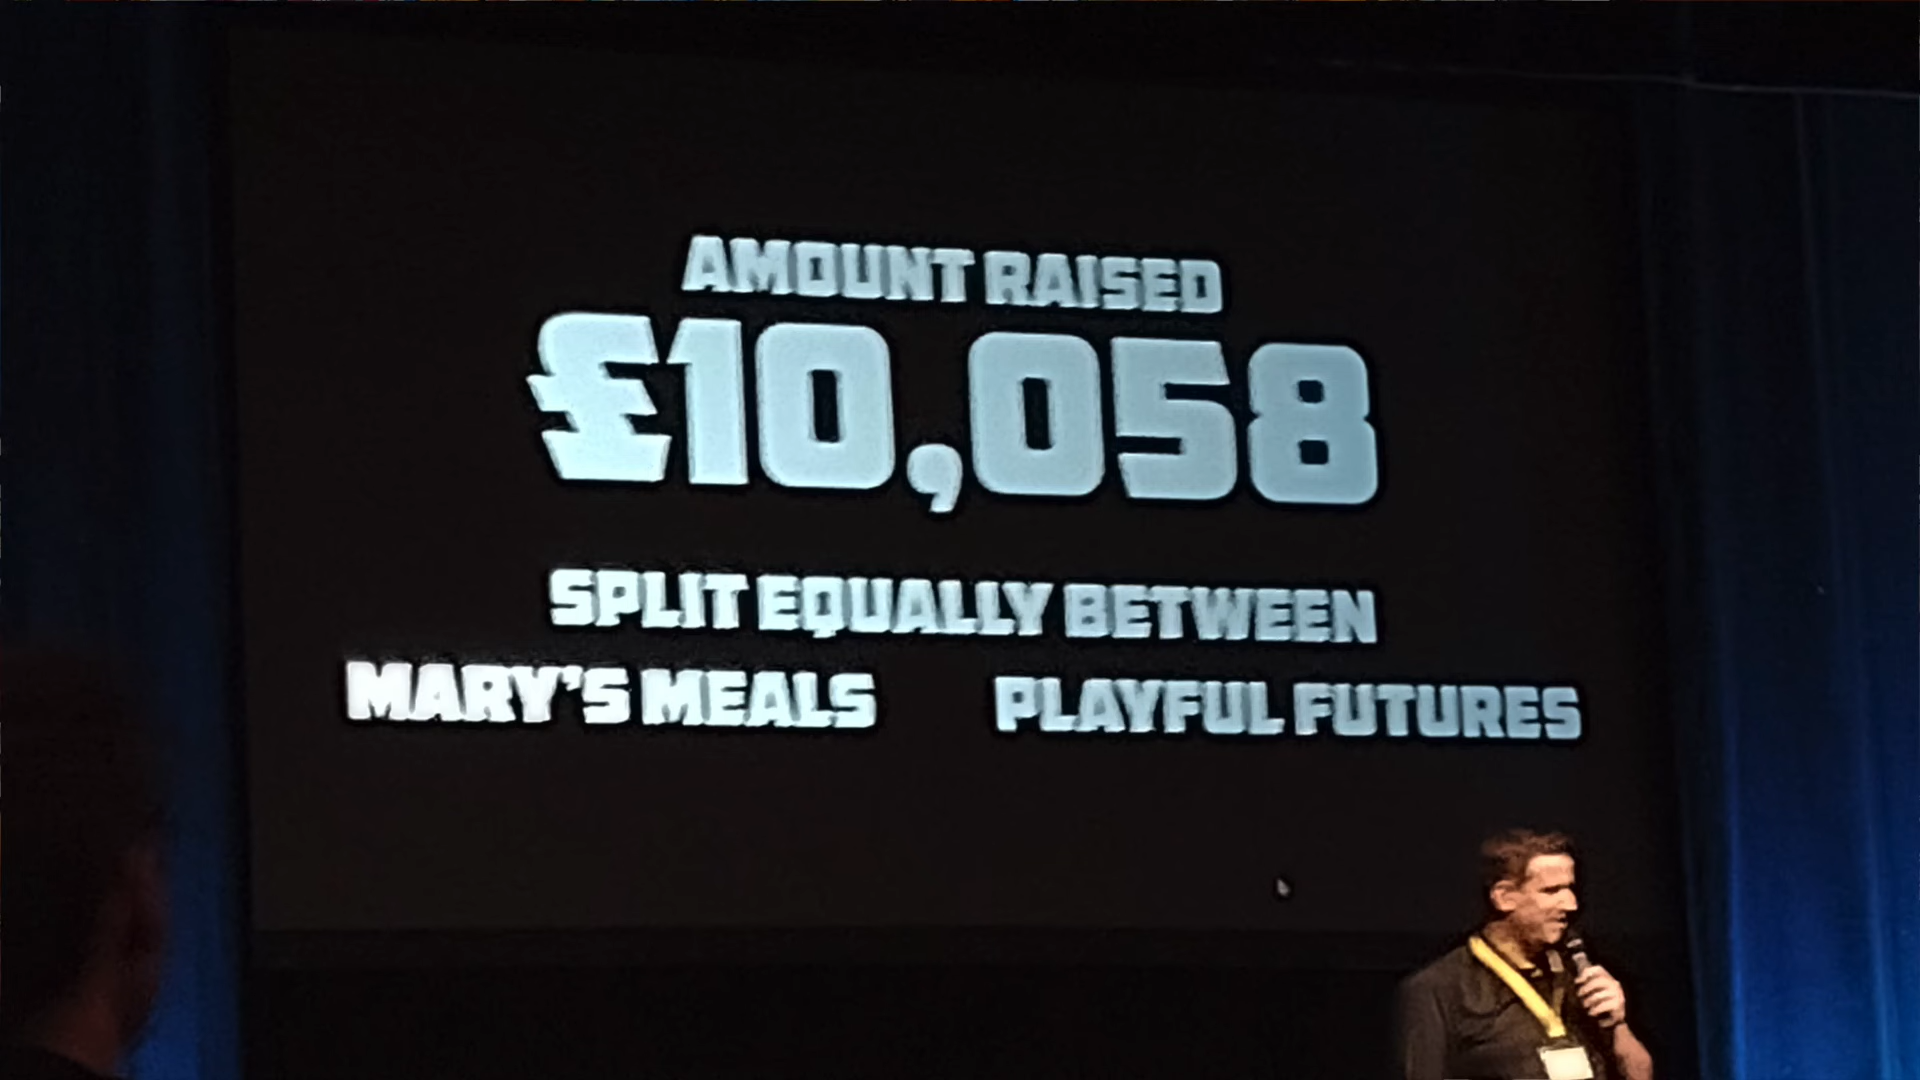 AMOUNT RAISED
£10,058
SPLIT EQUALLY BETWEEN
MARY'S MEALS PLAYFUL FUTURES